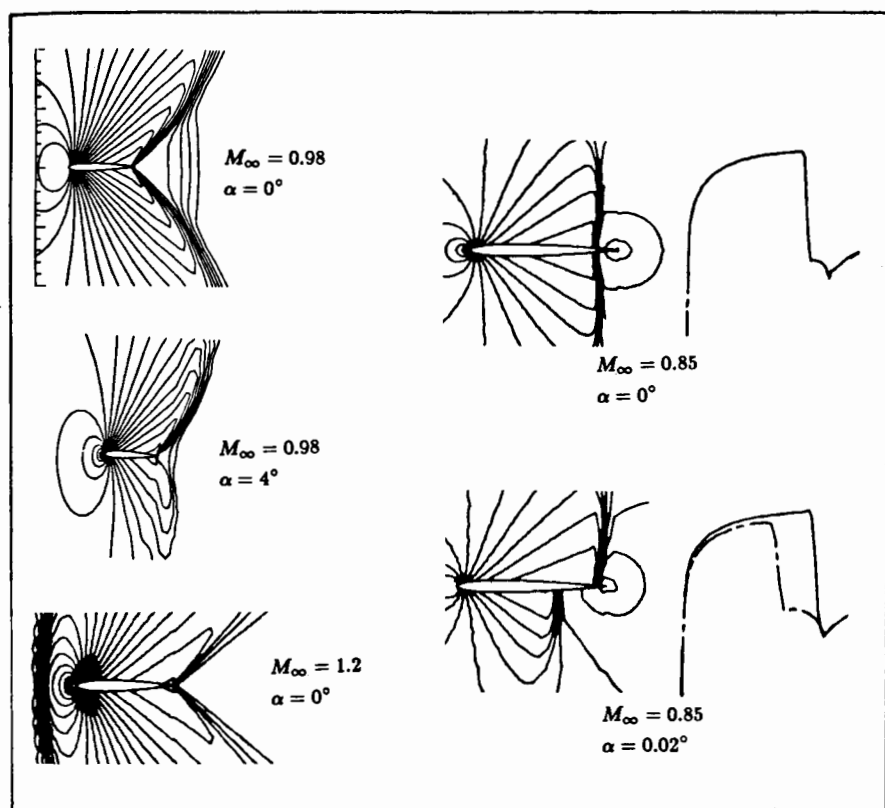 M∞ = 0.98
α = 0°
M∞ = 0.98
α = 4°
M∞ = 1.2
α = 0°
M∞ = 0.85
α = 0°
M∞ = 0.85
α = 0.02°